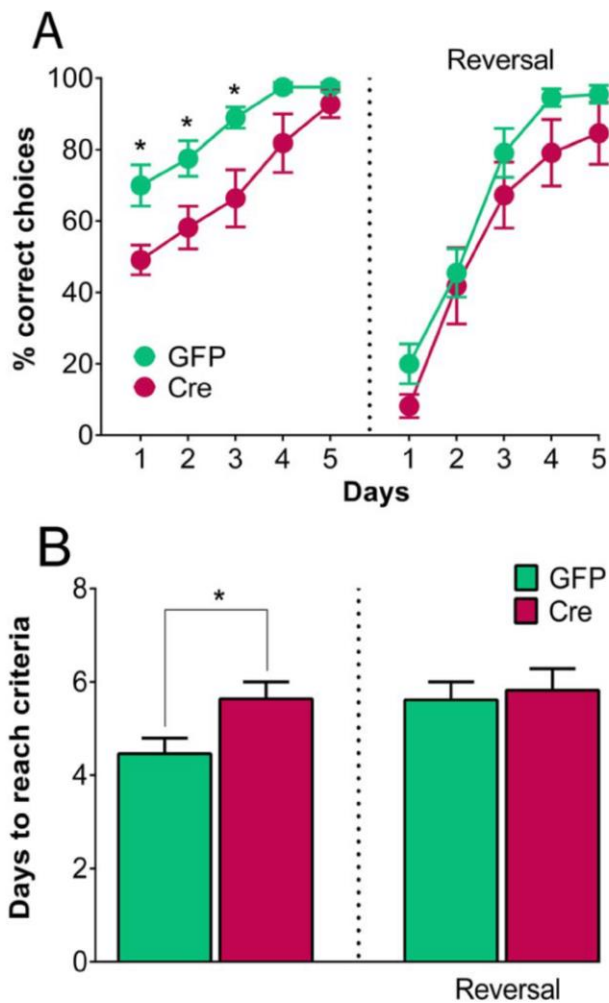 A
Reversal
% correct choices
100
80
60
40
20
0
* * *
GFP
Cre
1 2 3 4 5 1 2 3 4 5
Days
B
Days to reach criteria
8
6
4
2
0
*
GFP
Cre
Reversal